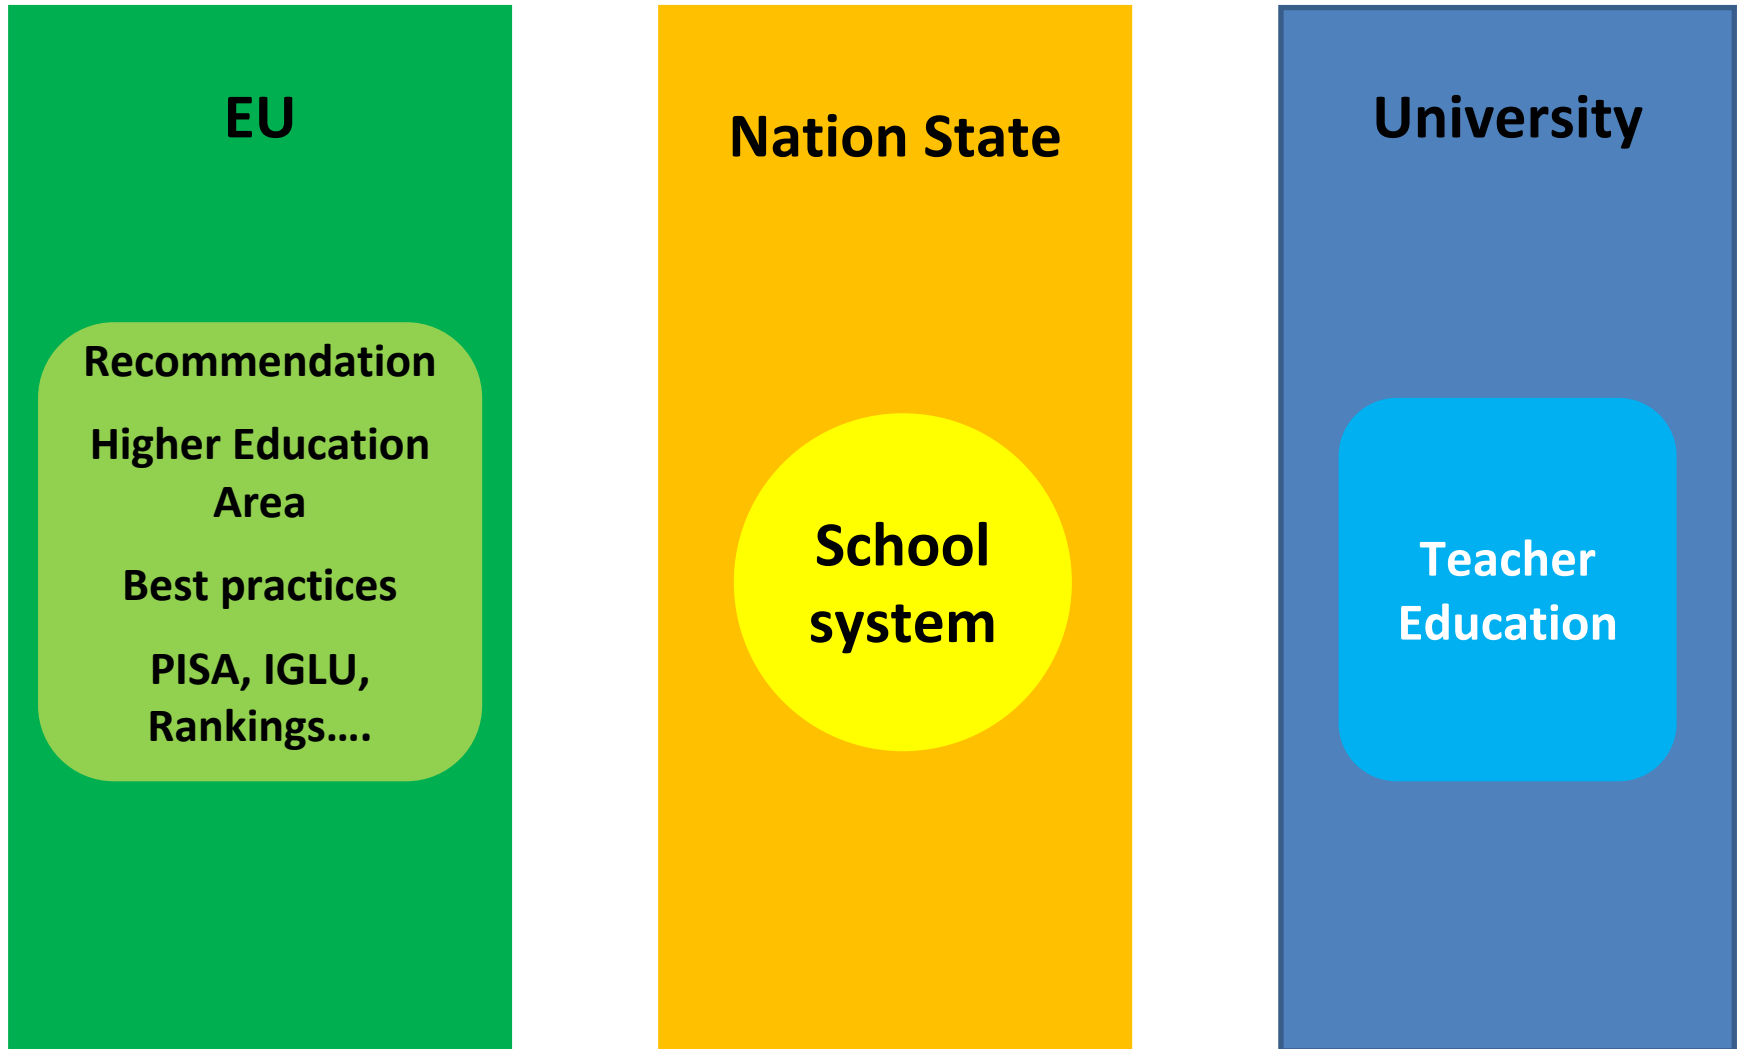 EU
Recommendation
Higher Education
Area
Best practices
PISA, IGLU,
Rankings....
Nation State
School
system
University
Teacher
Education